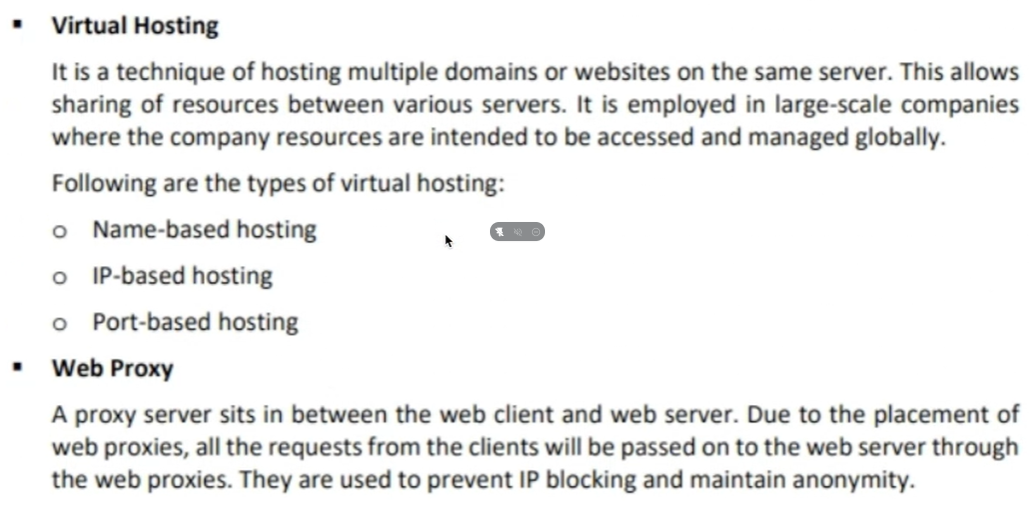 ▪ Virtual Hosting
It is a technique of hosting multiple domains or websites on the same server. This allows
sharing of resources between various servers. It is employed in large-scale companies
where the company resources are intended to be accessed and managed globally.
Following are the types of virtual hosting:
o Name-based hosting
o IP-based hosting
o Port-based hosting
▪ Web Proxy
A proxy server sits in between the web client and web server. Due to the placement of
web proxies, all the requests from the clients will be passed on to the web server through
the web proxies. They are used to prevent IP blocking and maintain anonymity.